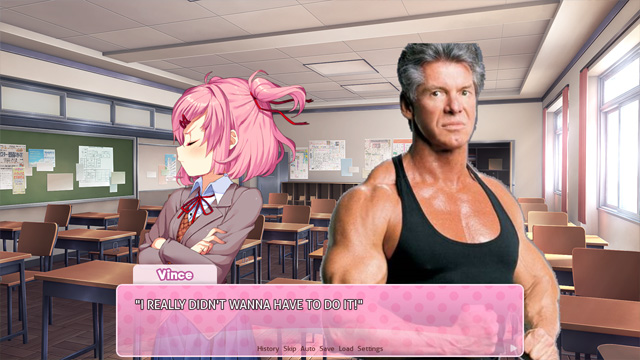 Vince
"I REALLY DIDN'T WANNA HAVE TO DO IT!"
History Skip Auto Save Load Settings